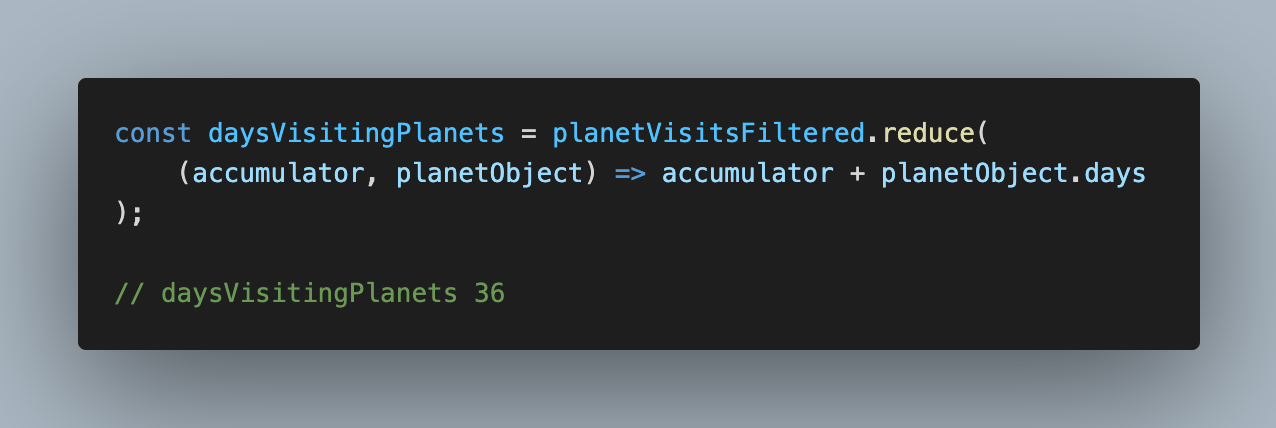 const daysVisitingPlanets = planetVisitsFiltered.reduce(
    (accumulator, planetObject) => accumulator + planetObject.days
);
// daysVisitingPlanets 36